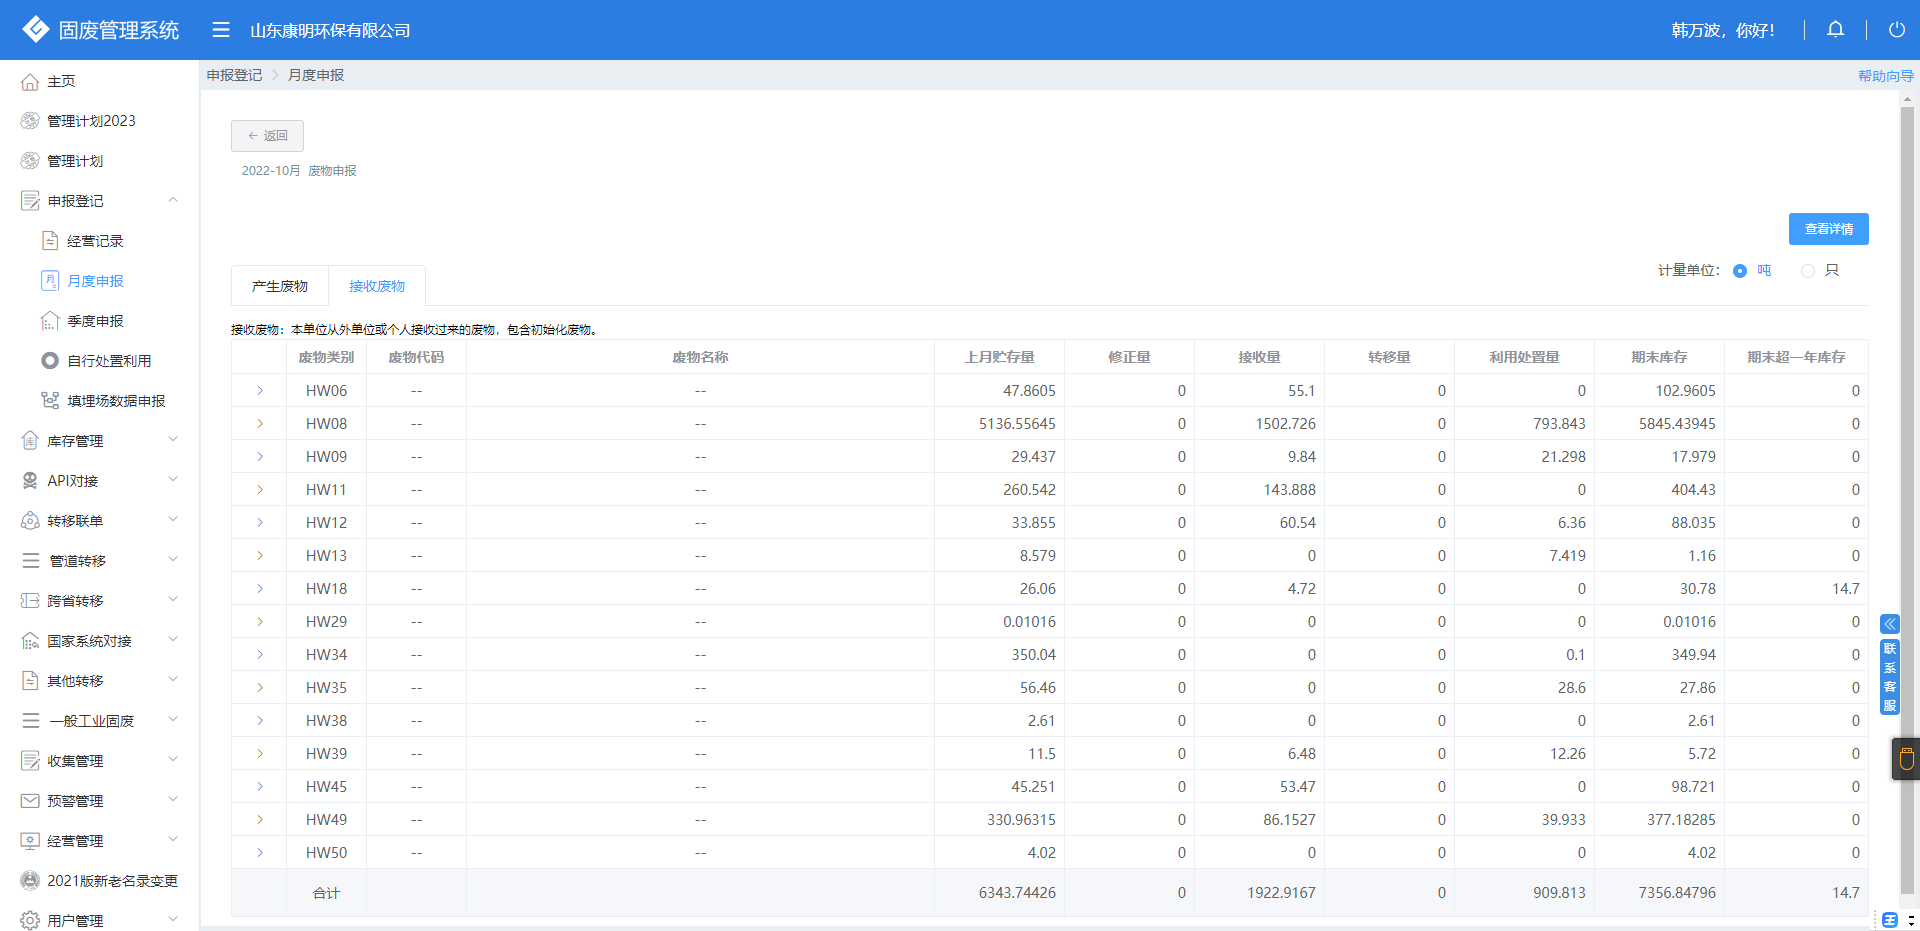 固废管理系统 山东康明环保有限公司 韩万波，你好！
申报登记 > 月度申报 帮助向导
主页
管理计划2023
管理计划
申报登记
经营记录
月度申报
季度申报
自行处置利用
填埋场数据申报
库存管理
API对接
转移联单
管道转移
跨省转移
国家系统对接
其他转移
一般工业固废
收集管理
预警管理
经营管理
2021版新老名录变更
用户管理
← 返回
2022-10月 废物申报
查看详情
计量单位： 吨 只
产生废物 接收废物
接收废物：本单位从外单位或个人接收过来的废物，包含初始化废物。
废物类别 废物代码 废物名称 上月贮存量 修正量 接收量 转移量 利用处置量 期末库存 期末超一年库存
HW06 -- -- 47.8605 0 55.1 0 0 102.9605 0
HW08 -- -- 5136.55645 0 1502.726 0 793.843 5845.43945 0
HW09 -- -- 29.437 0 9.84 0 21.298 17.979 0
HW11 -- -- 260.542 0 143.888 0 0 404.43 0
HW12 -- -- 33.855 0 60.54 0 6.36 88.035 0
HW13 -- -- 8.579 0 0 0 7.419 1.16 0
HW18 -- -- 26.06 0 4.72 0 0 30.78 14.7
HW29 -- -- 0.01016 0 0 0 0 0.01016 0
HW34 -- -- 350.04 0 0 0 0.1 349.94 0
HW35 -- -- 56.46 0 0 0 28.6 27.86 0
HW38 -- -- 2.61 0 0 0 0 2.61 0
HW39 -- -- 11.5 0 6.48 0 12.26 5.72 0
HW45 -- -- 45.251 0 53.47 0 0 98.721 0
HW49 -- -- 330.96315 0 86.1527 0 39.933 377.18285 0
HW50 -- -- 4.02 0 0 0 0 4.02 0
合计 6343.74426 0 1922.9167 0 909.813 7356.84796 14.7
联系客服